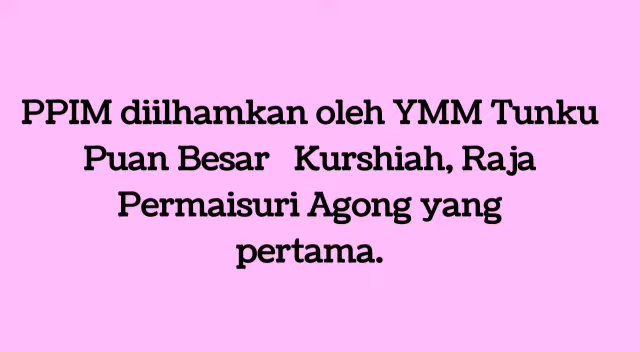 PPIM diilhamkan oleh YMM Tunku
Puan Besar Kurshiah, Raja
Permaisuri Agong yang
pertama.